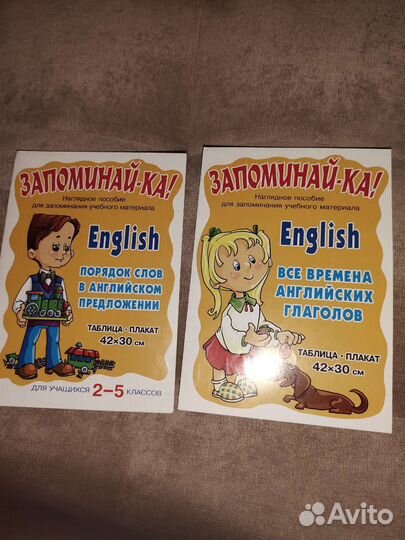 ЗАПОМИНАЙ-КА!
Наглядное пособие
для запоминания учебного материала
English
ПОРЯДОК СЛОВ
В АНГЛИЙСКОМ
ПРЕДЛОЖЕНИИ
ТАБЛИЦА · ПЛАКАТ
42×30 см
ДЛЯ УЧАЩИХСЯ 2–5 КЛАССОВ
ЗАПОМИНАЙ-КА!
Наглядное пособие
для запоминания учебного материала
English
ВСЕ ВРЕМЕНА
АНГЛИЙСКИХ
ГЛАГОЛОВ
ТАБЛИЦА · ПЛАКАТ
42×30 см
Avito